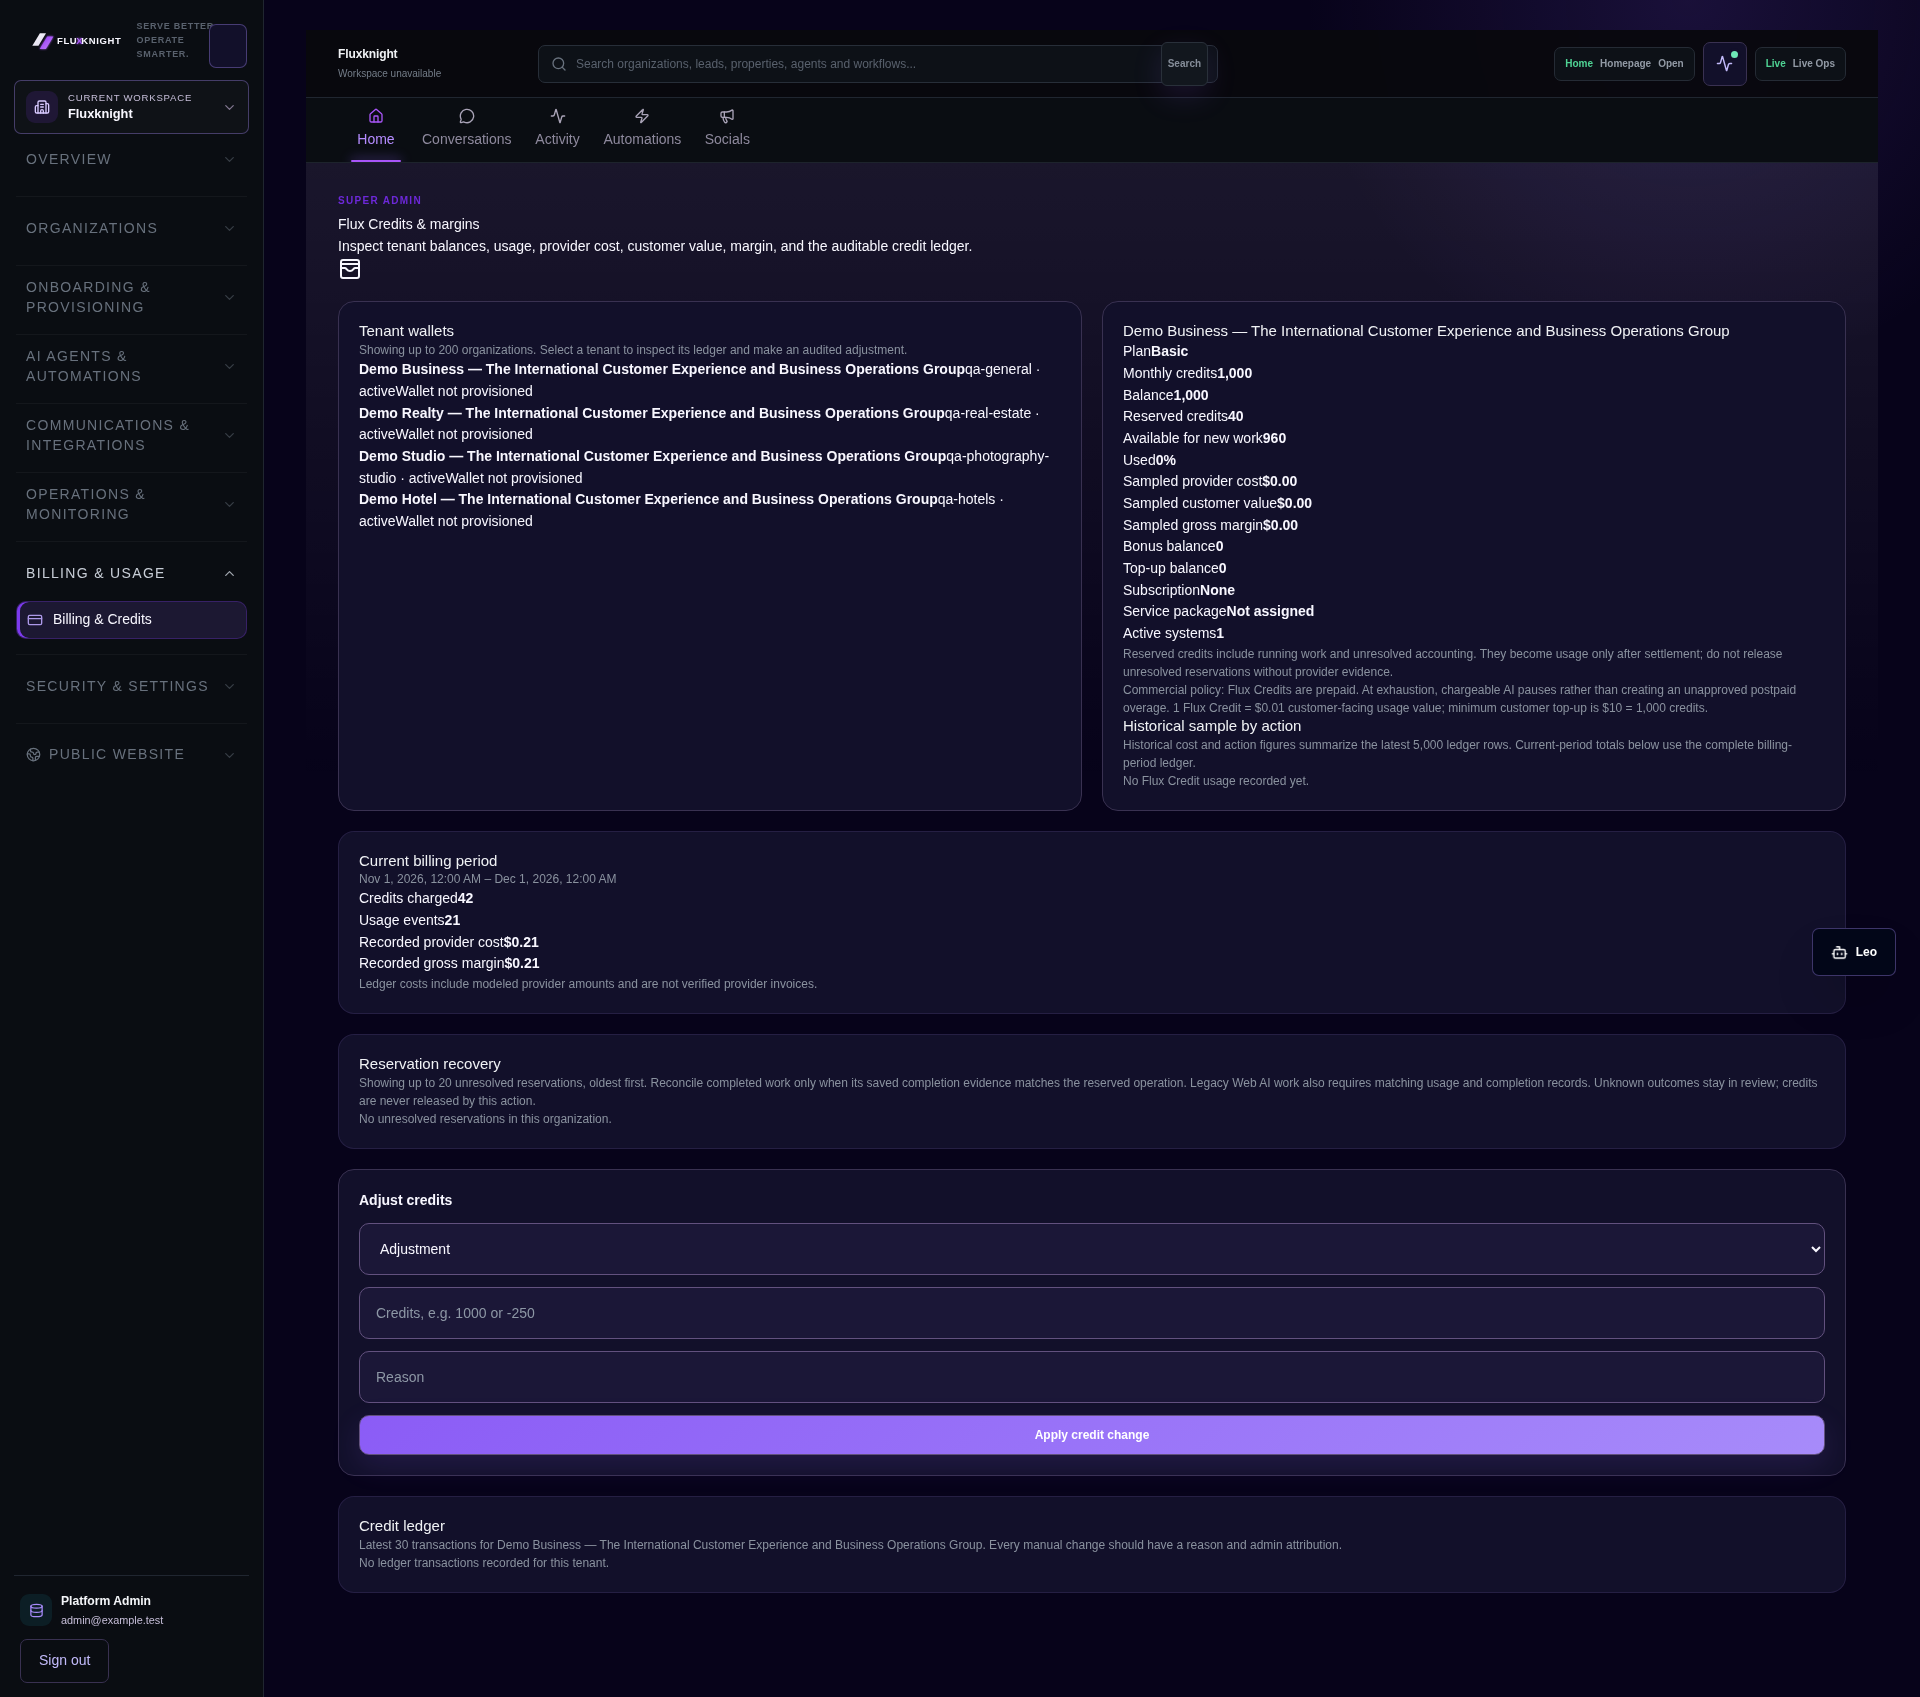 FLUXKNIGHT
SERVE BETTER
OPERATE
SMARTER.
CURRENT WORKSPACE
Fluxknight
OVERVIEW
ORGANIZATIONS
ONBOARDING &
PROVISIONING
AI AGENTS &
AUTOMATIONS
COMMUNICATIONS &
INTEGRATIONS
OPERATIONS &
MONITORING
BILLING & USAGE
Billing & Credits
SECURITY & SETTINGS
PUBLIC WEBSITE
Platform Admin
admin@example.test
Sign out
Fluxknight
Workspace unavailable
Search organizations, leads, properties, agents and workflows...
Search
Home Homepage Open
Live Live Ops
Home
Conversations
Activity
Automations
Socials
SUPER ADMIN
Flux Credits & margins
Inspect tenant balances, usage, provider cost, customer value, margin, and the auditable credit ledger.
Tenant wallets
Showing up to 200 organizations. Select a tenant to inspect its ledger and make an audited adjustment.
Demo Business — The International Customer Experience and Business Operations Groupqa-general ·
activeWallet not provisioned
Demo Realty — The International Customer Experience and Business Operations Groupqa-real-estate ·
activeWallet not provisioned
Demo Studio — The International Customer Experience and Business Operations Groupqa-photography-
studio · activeWallet not provisioned
Demo Hotel — The International Customer Experience and Business Operations Groupqa-hotels ·
activeWallet not provisioned
Demo Business — The International Customer Experience and Business Operations Group
PlanBasic
Monthly credits1,000
Balance1,000
Reserved credits40
Available for new work960
Used0%
Sampled provider cost$0.00
Sampled customer value$0.00
Sampled gross margin$0.00
Bonus balance0
Top-up balance0
SubscriptionNone
Service packageNot assigned
Active systems1
Reserved credits include running work and unresolved accounting. They become usage only after settlement; do not release
unresolved reservations without provider evidence.
Commercial policy: Flux Credits are prepaid. At exhaustion, chargeable AI pauses rather than creating an unapproved postpaid
overage. 1 Flux Credit = $0.01 customer-facing usage value; minimum customer top-up is $10 = 1,000 credits.
Historical sample by action
Historical cost and action figures summarize the latest 5,000 ledger rows. Current-period totals below use the complete billing-
period ledger.
No Flux Credit usage recorded yet.
Current billing period
Nov 1, 2026, 12:00 AM – Dec 1, 2026, 12:00 AM
Credits charged42
Usage events21
Recorded provider cost$0.21
Recorded gross margin$0.21
Ledger costs include modeled provider amounts and are not verified provider invoices.
Leo
Reservation recovery
Showing up to 20 unresolved reservations, oldest first. Reconcile completed work only when its saved completion evidence matches the reserved operation. Legacy Web AI work also requires matching usage and completion records. Unknown outcomes stay in review; credits
are never released by this action.
No unresolved reservations in this organization.
Adjust credits
Adjustment
Credits, e.g. 1000 or -250
Reason
Apply credit change
Credit ledger
Latest 30 transactions for Demo Business — The International Customer Experience and Business Operations Group. Every manual change should have a reason and admin attribution.
No ledger transactions recorded for this tenant.